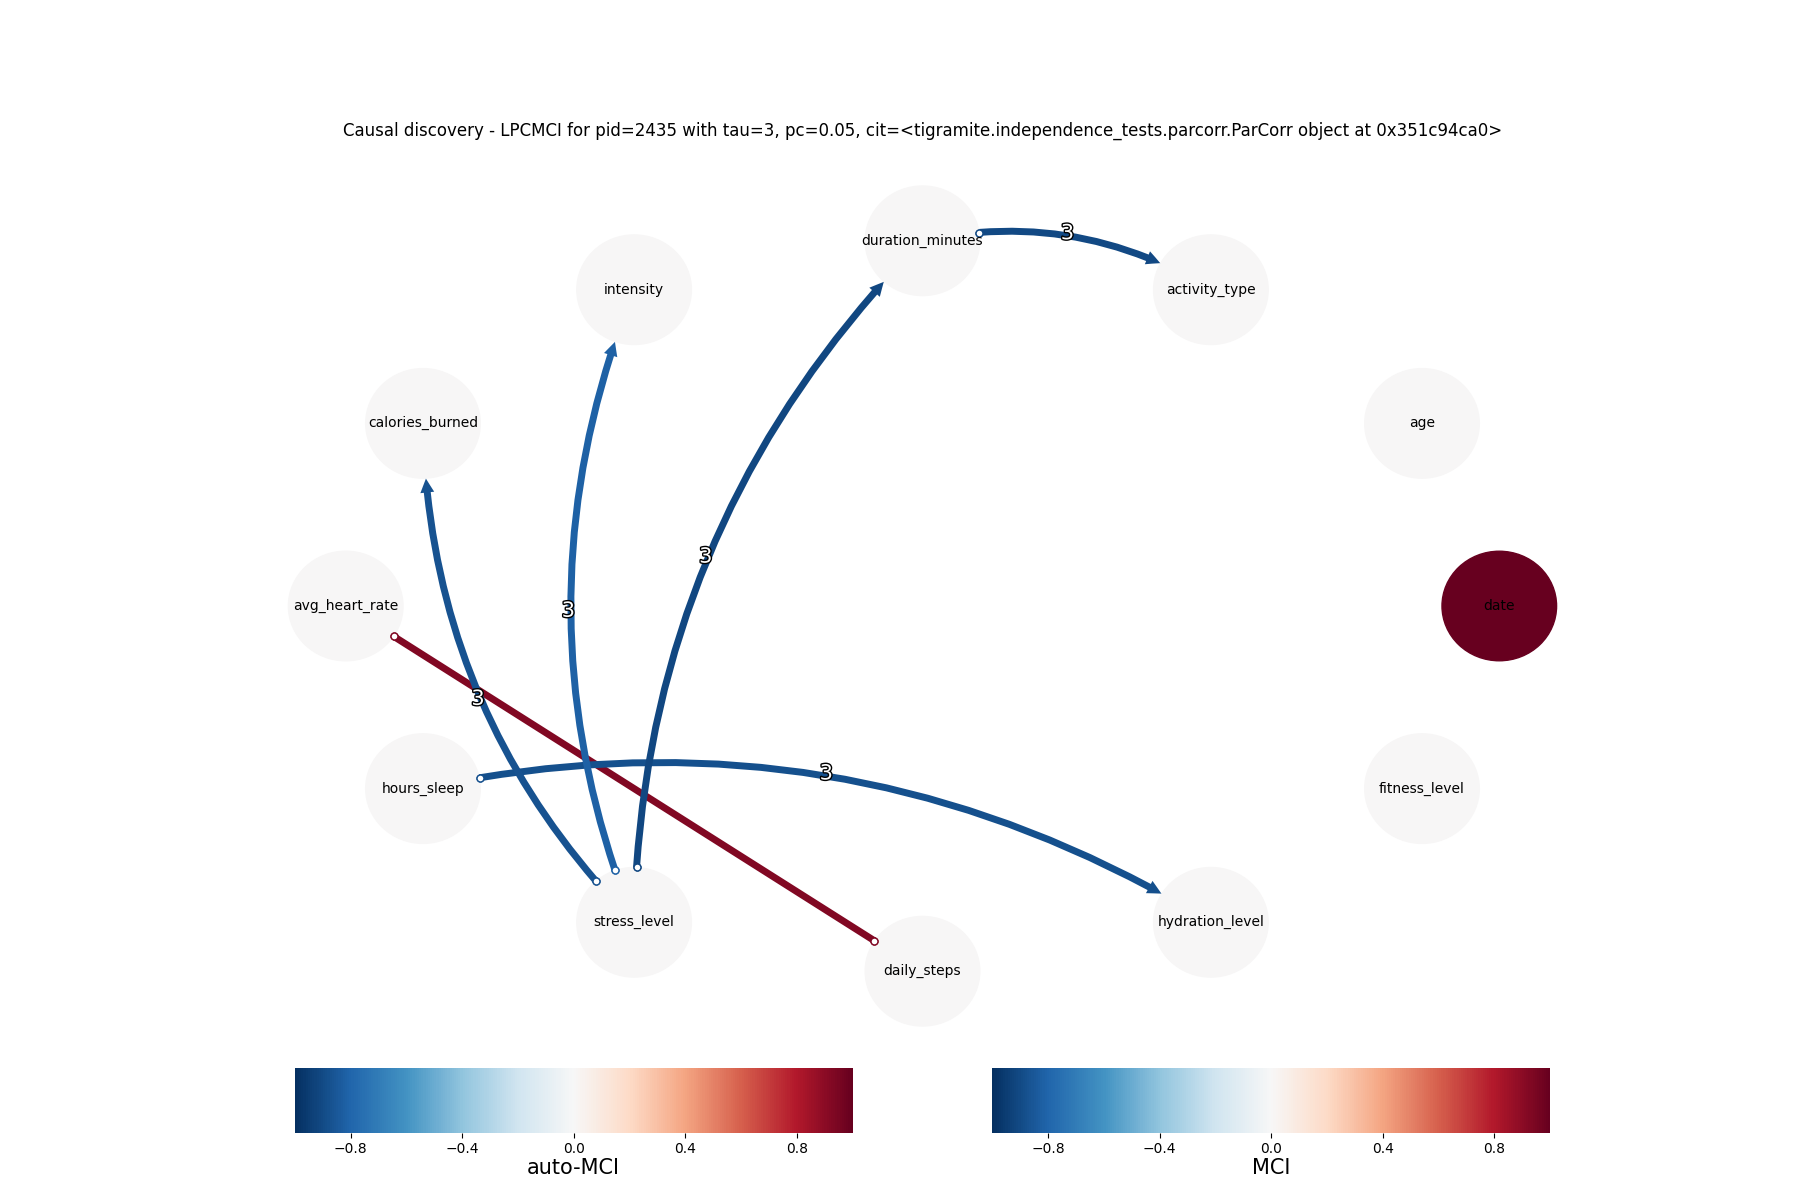 Causal discovery - LPCMCI for pid=2435 with tau=3, pc=0.05, cit=<tigramite.independence_tests.parcorr.ParCorr object at 0x351c94ca0>
duration_minutes
3
intensity
activity_type
calories_burned
age
3
avg_heart_rate
3
date
3
hours_sleep
3
fitness_level
stress_level
hydration_level
daily_steps
−0.8 −0.4 0.0 0.4 0.8
auto-MCI
−0.8 −0.4 0.0 0.4 0.8
MCI